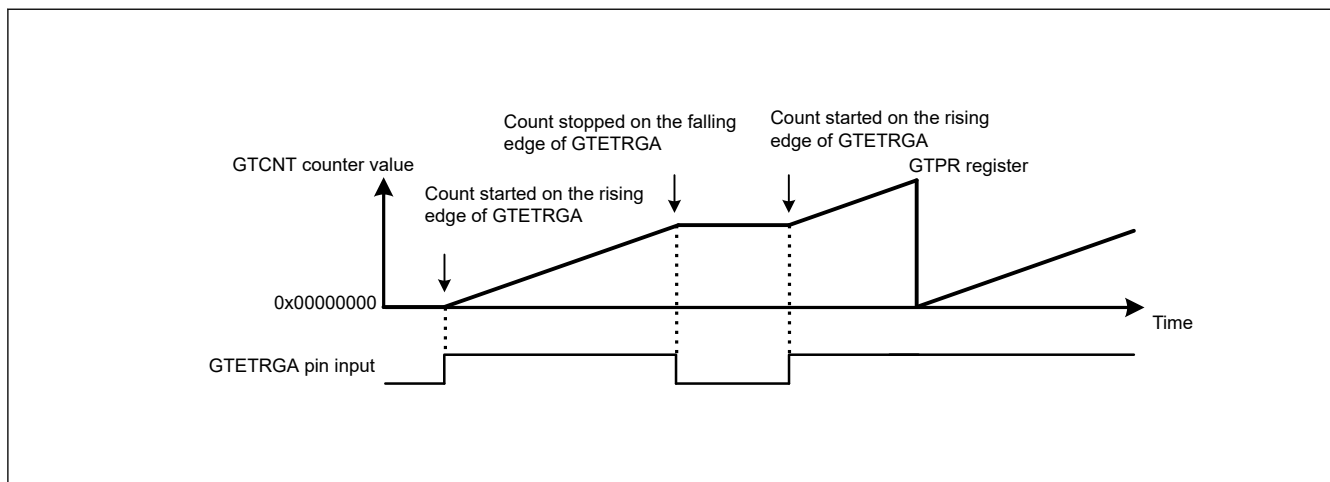 Count stopped on the falling
edge of GTETRGA
Count started on the rising
edge of GTETRGA
GTCNT counter value
GTPR register
Count started on the rising
edge of GTETRGA
0x00000000
Time
GTETRGA pin input